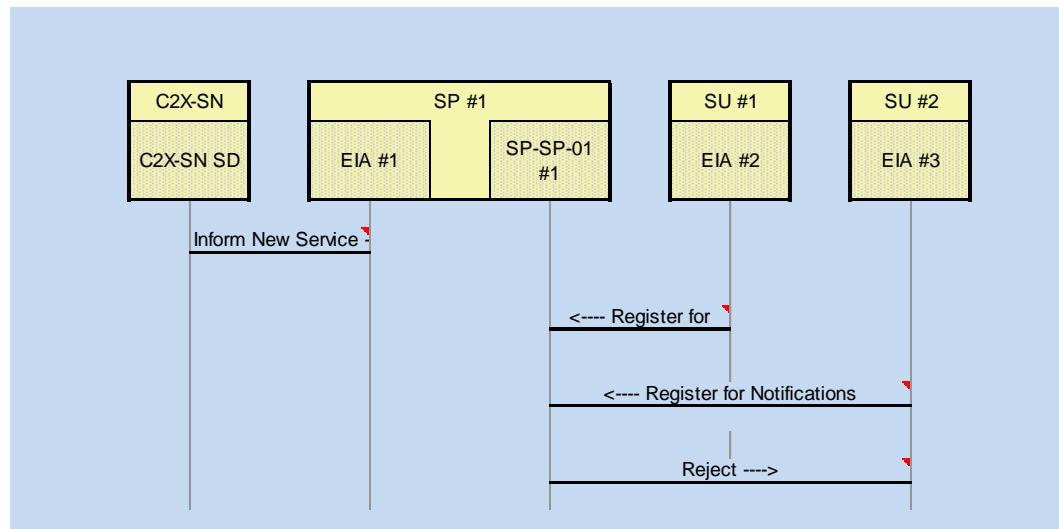 C2X-SN
SP #1
SU #1
SU #2
C2X-SN SD
EIA #1
SP-SP-01
#1
EIA #2
EIA #3
Inform New Service -
<---- Register for
<---- Register for Notifications
Reject ---->